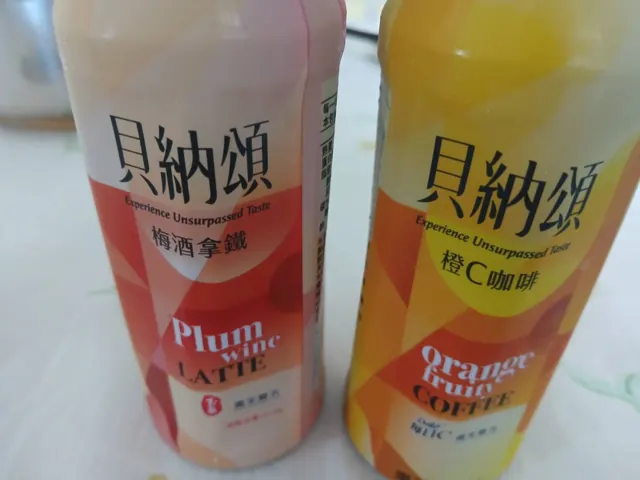 貝納頌
Experience Unsurpassed Taste
梅酒拿鐵
Plum
wine
LATTE
貝納頌
Experience Unsurpassed Taste
橙C咖啡
orange
fruity
COFFEE